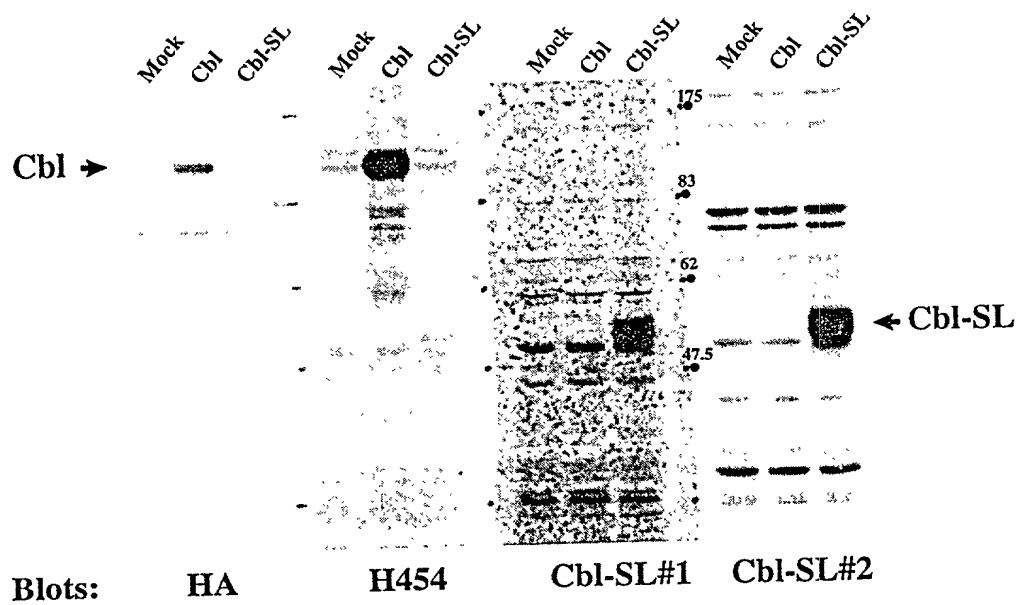 Mock Cbl Cbl-SL Mock Cbl Cbl-SL Mock Cbl Cbl-SL Mock Cbl Cbl-SL
175
Cbl
83
62
Cbl-SL
47.5
Blots: HA H454 Cbl-SL#1 Cbl-SL#2